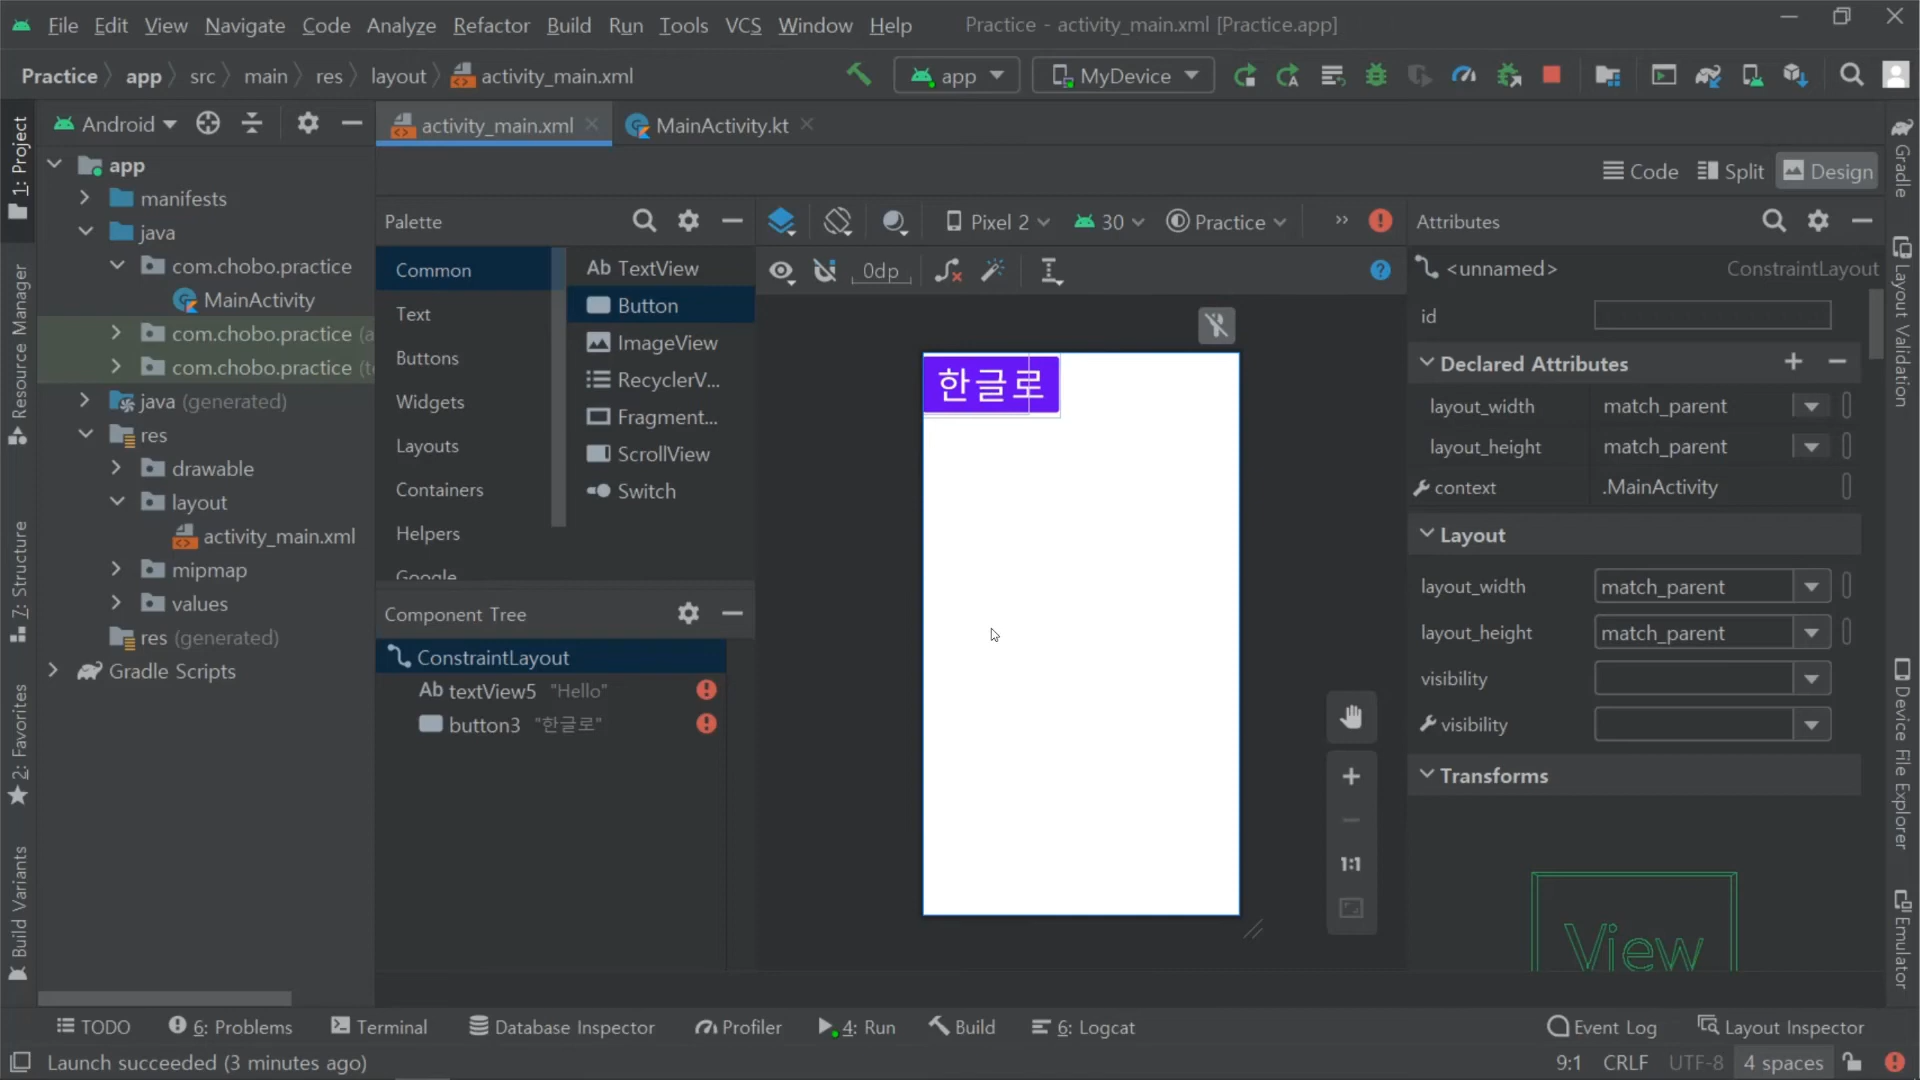 File Edit View Navigate Code Analyze Refactor Build Run Tools VCS Window Help Practice - activity_main.xml [Practice.app]
Practice app src main res layout activity_main.xml app MyDevice
1: Project
Resource Manager
7: Structure
2: Favorites
Build Variants
Android
app
manifests
java
com.chobo.practice
MainActivity
com.chobo.practice (a
com.chobo.practice (t
java (generated)
res
drawable
layout
activity_main.xml
mipmap
values
res (generated)
Gradle Scripts
activity_main.xml MainActivity.kt
Code Split Design
Palette
Common
Text
Buttons
Widgets
Layouts
Containers
Helpers
Google
Ab TextView
Button
ImageView
RecyclerV...
Fragment...
ScrollView
Switch
Component Tree
ConstraintLayout
Ab textView5 "Hello"
button3 "한글로"
Pixel 2 30 Practice
0dp
한글로
1:1
Attributes
<unnamed> ConstraintLayout
id
Declared Attributes
layout_width match_parent
layout_height match_parent
context .MainActivity
Layout
layout_width match_parent
layout_height match_parent
visibility
visibility
Transforms
View
Gradle
Layout Validation
Device File Explorer
Emulator
TODO 6: Problems Terminal Database Inspector Profiler 4: Run Build 6: Logcat Event Log Layout Inspector
Launch succeeded (3 minutes ago) 9:1 CRLF UTF-8 4 spaces